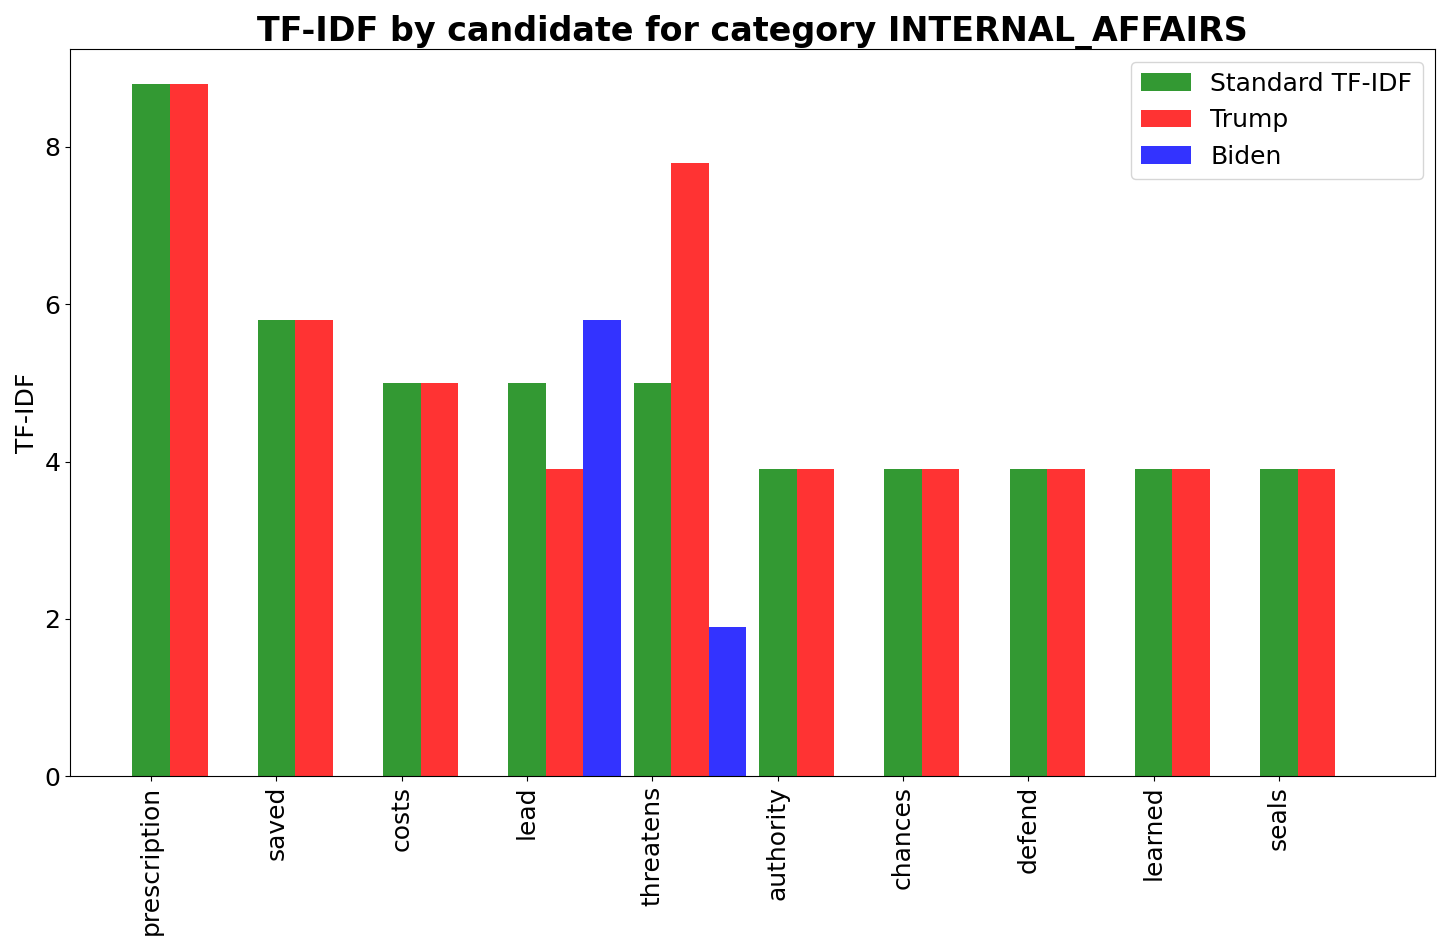 TF-IDF by candidate for category INTERNAL_AFFAIRS
Standard TF-IDF
Trump
Biden
TF-IDF
8
6
4
2
0
prescription
saved
costs
lead
threatens
authority
chances
defend
learned
seals